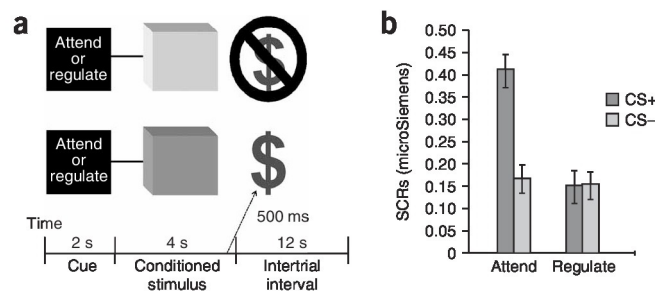 a
Attend
or
regulate
$
Attend
or
regulate
$
Time
500 ms
2 s
4 s
12 s
Cue
Conditioned
stimulus
Intertrial
interval
b
SCRs (microSiemens)
0.50
0.45
0.40
0.35
0.30
0.25
0.20
0.15
0.10
0.05
0
CS+
CS–
Attend Regulate